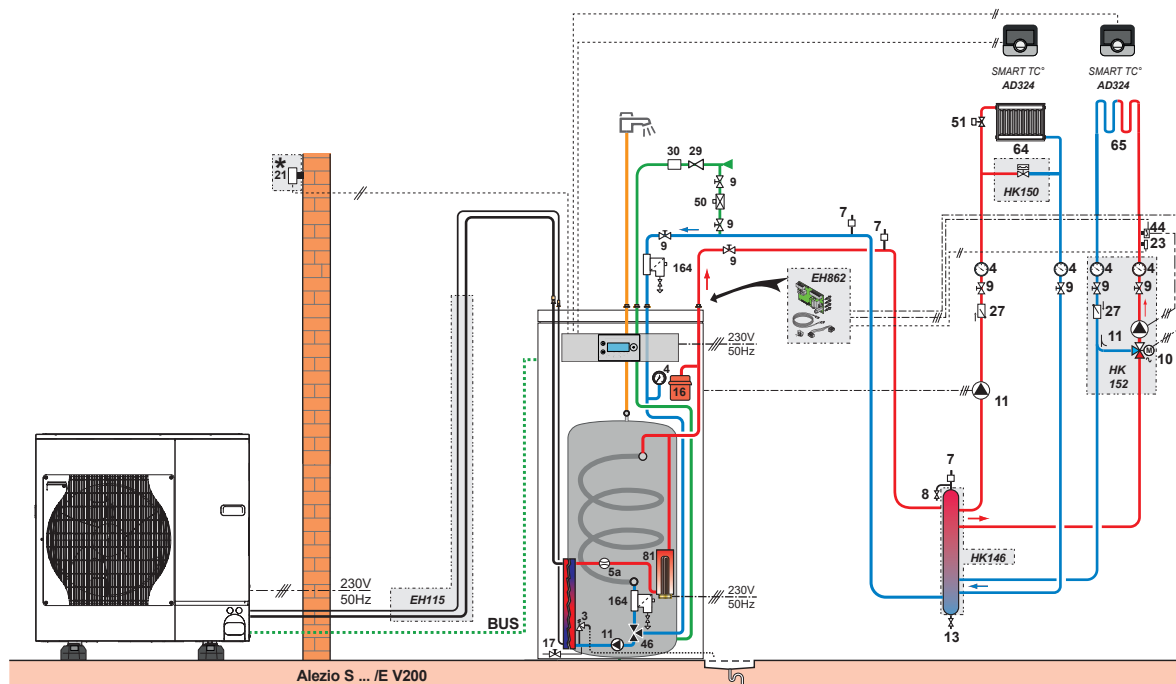 SMART TC°
AD324
SMART TC°
AD324
51
64
65
30
29
9
50
9
9
7
7
9
164
*
21
HK150
44
23
4
4
4
4
9
9
9
9
27
27
11
10
HK
152
EH862
230V
50Hz
4
16
11
7
8
HK146
13
81
5a
164
3
17
11
46
230V
50Hz
230V
50Hz
EH115
BUS
M
Alezio S ... /E V200